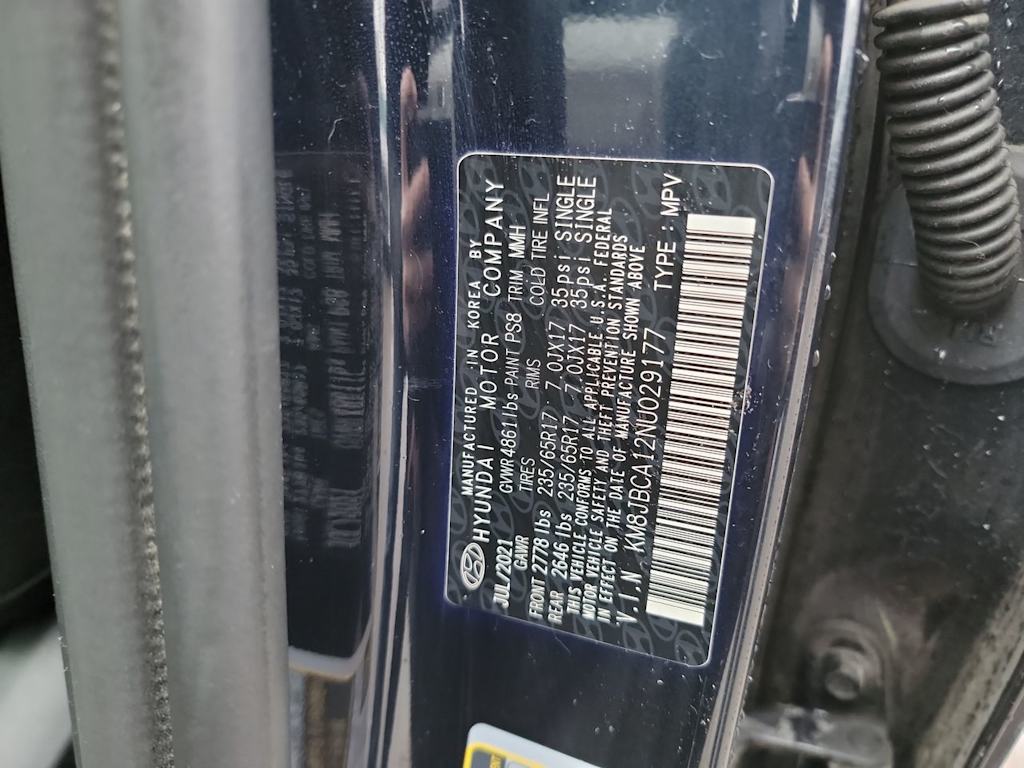 MANUFACTURED IN KOREA BY
HYUNDAI MOTOR COMPANY
JUL/2021 GVWR 4861 lbs PAINT PS8 TRIM MMH
GAWR TIRES RIMS COLD TIRE INFL
FRONT 2778 lbs 235/65R17 7.0JX17 35psi SINGLE
REAR 2646 lbs 235/65R17 7.0JX17 35psi SINGLE
THIS VEHICLE CONFORMS TO ALL APPLICABLE U.S.A. FEDERAL
MOTOR VEHICLE SAFETY AND THEFT PREVENTION STANDARDS
IN EFFECT ON THE DATE OF MANUFACTURE SHOWN ABOVE
V.I.N KM8JBCA12NU029177 TYPE : MPV